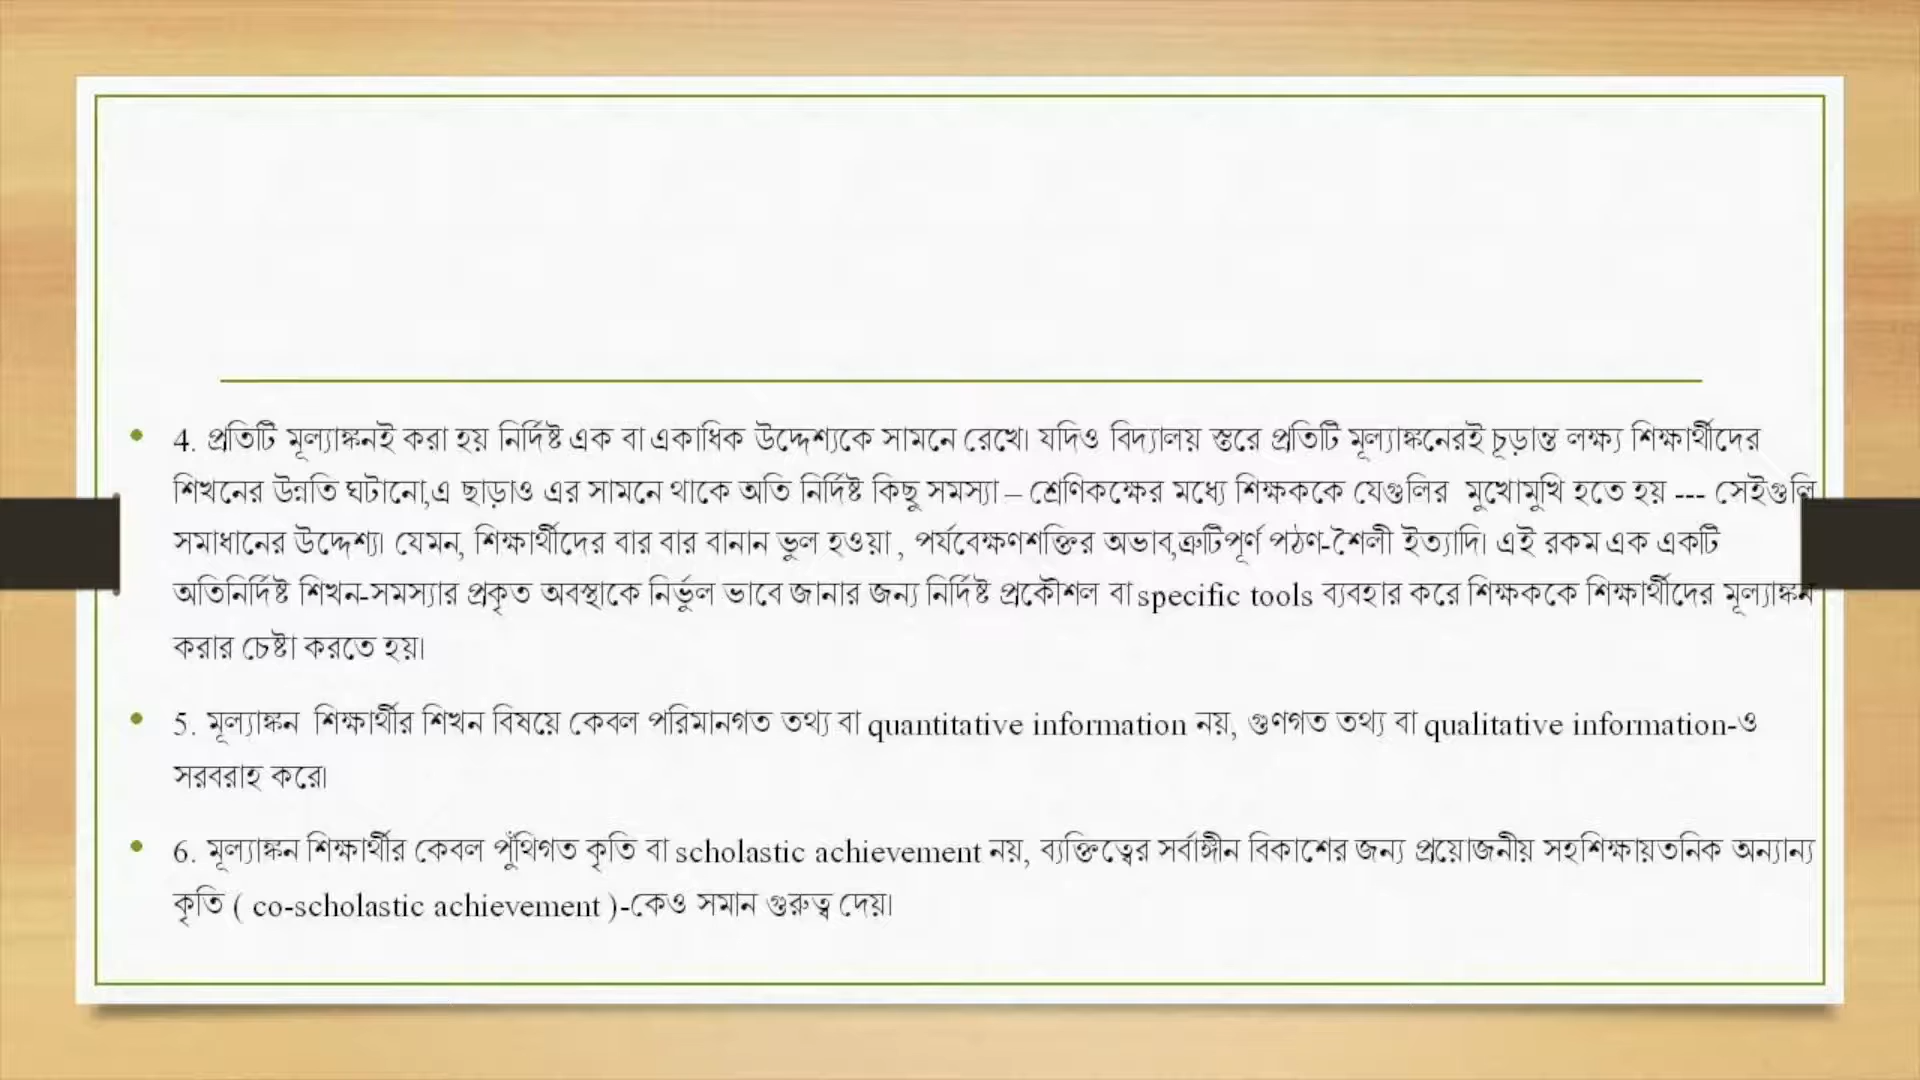 • 4. প্রতিটি মূল্যাঙ্কনই করা হয় নির্দিষ্ট এক বা একাধিক উদ্দেশ্যকে সামনে রেখে। যদিও বিদ্যালয় স্তরে প্রতিটি মূল্যাঙ্কনেরই চূড়ান্ত লক্ষ্য শিক্ষার্থীদের
শিখনের উন্নতি ঘটানো,এ ছাড়াও এর সামনে থাকে অতি নির্দিষ্ট কিছু সমস্যা – শ্রেণিকক্ষের মধ্যে শিক্ষককে যেগুলির মুখোমুখি হতে হয় --- সেইগুলি
সমাধানের উদ্দেশ্য। যেমন, শিক্ষার্থীদের বার বার বানান ভুল হওয়া , পর্যবেক্ষণশক্তির অভাব,ত্রুটিপূর্ণ পঠণ-শৈলী ইত্যাদি। এই রকম এক একটি
অতিনির্দিষ্ট শিখন-সমস্যার প্রকৃত অবস্থাকে নির্ভুল ভাবে জানার জন্য নির্দিষ্ট প্রকৌশল বা specific tools ব্যবহার করে শিক্ষককে শিক্ষার্থীদের মূল্যাঙ্কন
করার চেষ্টা করতে হয়।
• 5. মূল্যাঙ্কন শিক্ষার্থীর শিখন বিষয়ে কেবল পরিমানগত তথ্য বা quantitative information নয়, গুণগত তথ্য বা qualitative information-ও
সরবরাহ করে।
• 6. মূল্যাঙ্কন শিক্ষার্থীর কেবল পুঁথিগত কৃতি বা scholastic achievement নয়, ব্যক্তিত্বের সর্বাঙ্গীন বিকাশের জন্য প্রয়োজনীয় সহশিক্ষায়তনিক অন্যান্য
কৃতি ( co-scholastic achievement )-কেও সমান গুরুত্ব দেয়।